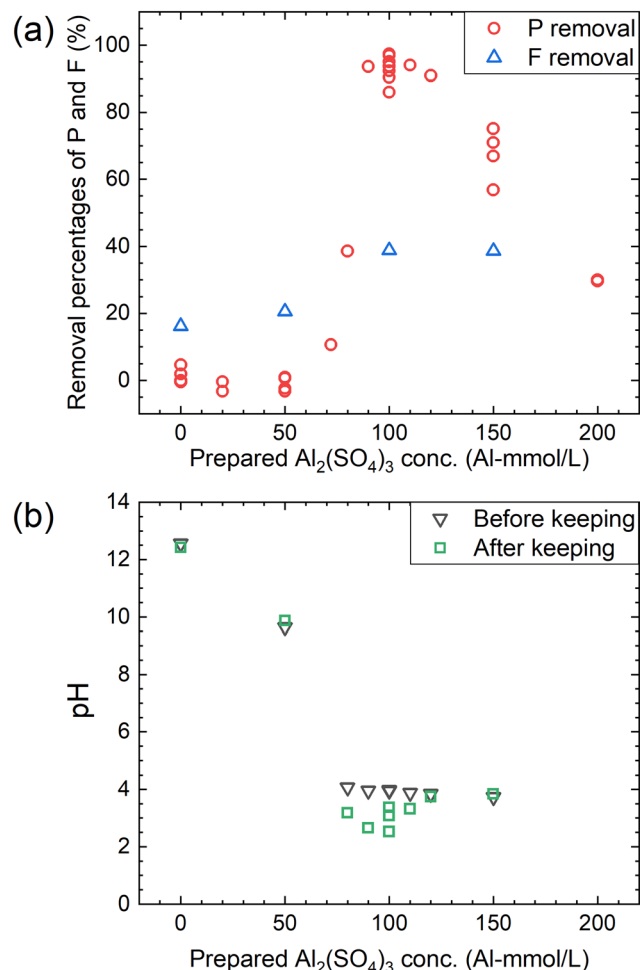 (a)
P removal
F removal
Removal percentages of P and F (%)
100
80
60
40
20
0
0 50 100 150 200
Prepared Al₂(SO₄)₃ conc. (Al-mmol/L)
(b)
Before keeping
After keeping
pH
14
12
10
8
6
4
2
0
0 50 100 150 200
Prepared Al₂(SO₄)₃ conc. (Al-mmol/L)